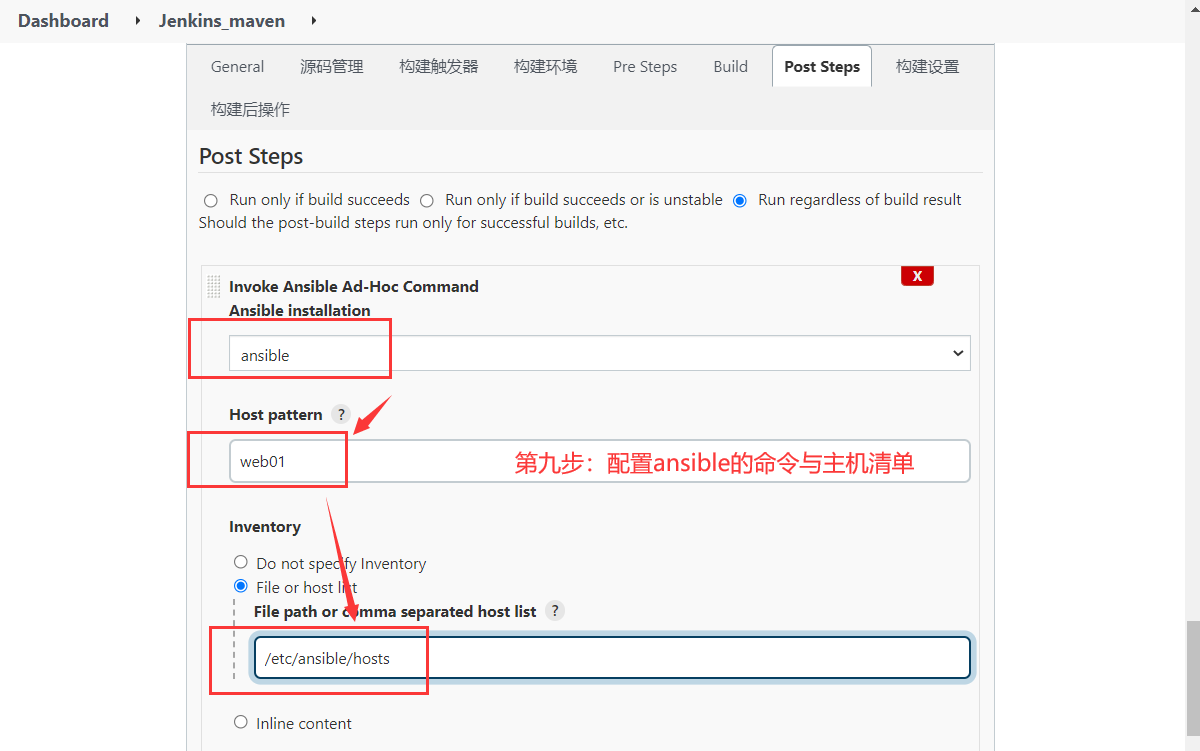 Dashboard Jenkins_maven
General 源码管理 构建触发器 构建环境 Pre Steps Build Post Steps 构建设置
构建后操作
Post Steps
Run only if build succeeds Run only if build succeeds or is unstable Run regardless of build result
Should the post-build steps run only for successful builds, etc.
X
Invoke Ansible Ad-Hoc Command
Ansible installation
ansible
Host pattern ?
web01 第九步：配置ansible的命令与主机清单
Inventory
Do not specify Inventory
File or host list
File path or comma separated host list ?
/etc/ansible/hosts
Inline content